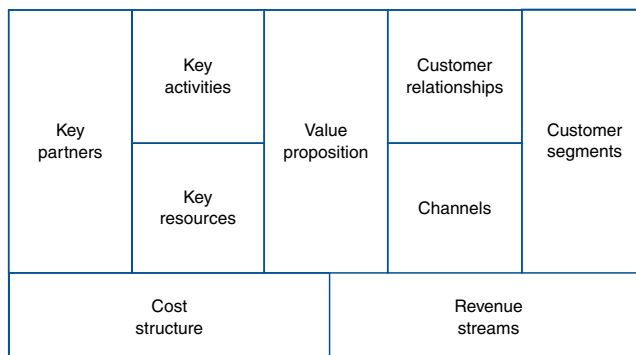 Key
partners
Key
activities
Key
resources
Value
proposition
Customer
relationships
Channels
Customer
segments
Cost
structure
Revenue
streams